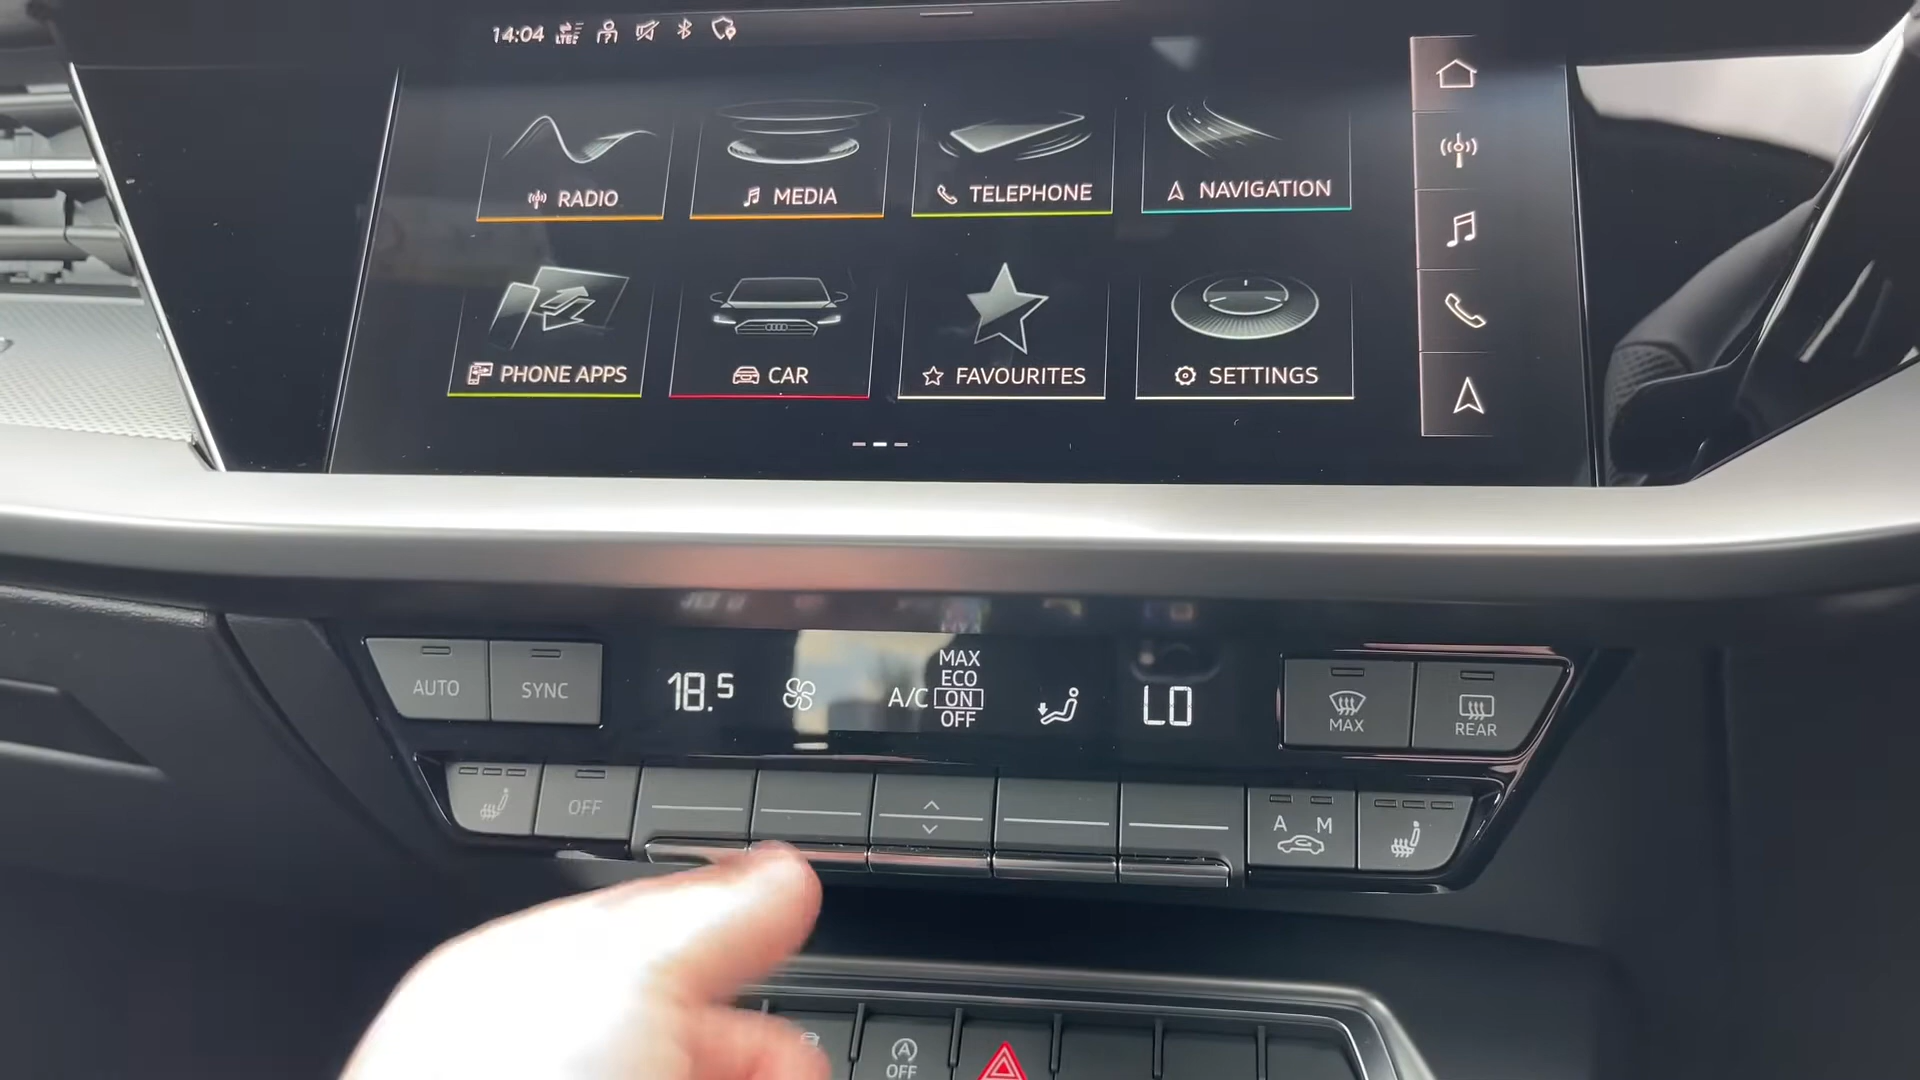 14:04 LTE
RADIO
MEDIA
TELEPHONE
NAVIGATION
PHONE APPS
CAR
FAVOURITES
SETTINGS
AUTO
SYNC
18.5
A/C
MAX
ECO
ON
OFF
LO
MAX
REAR
OFF
A M
A
OFF